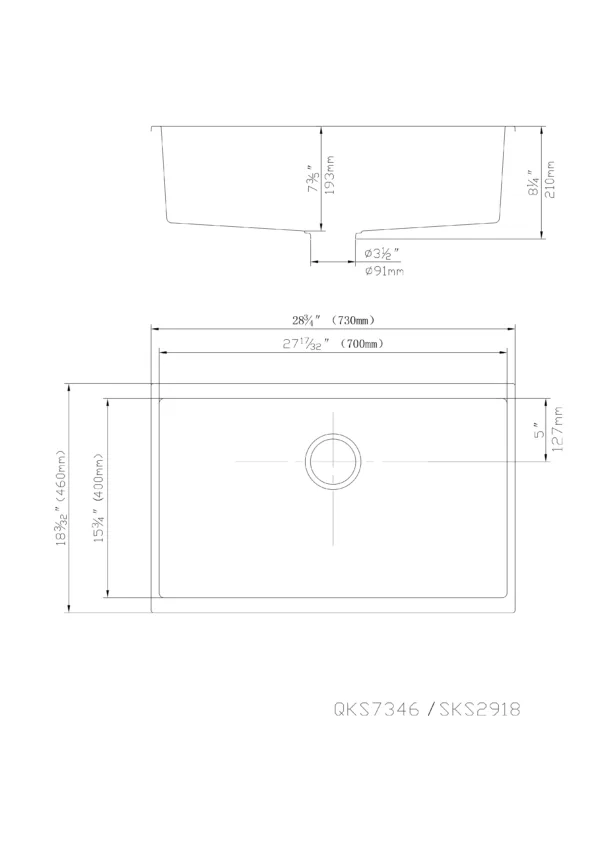 7⅗″
193mm
8¼″
210mm
Ø3½″
Ø91mm
28¾″ (730mm)
27¹⁷⁄₃₂″ (700mm)
5″
127mm
18³⁄₃₂″ (460mm)
15¾″ (400mm)
QKS7346 / SKS2918